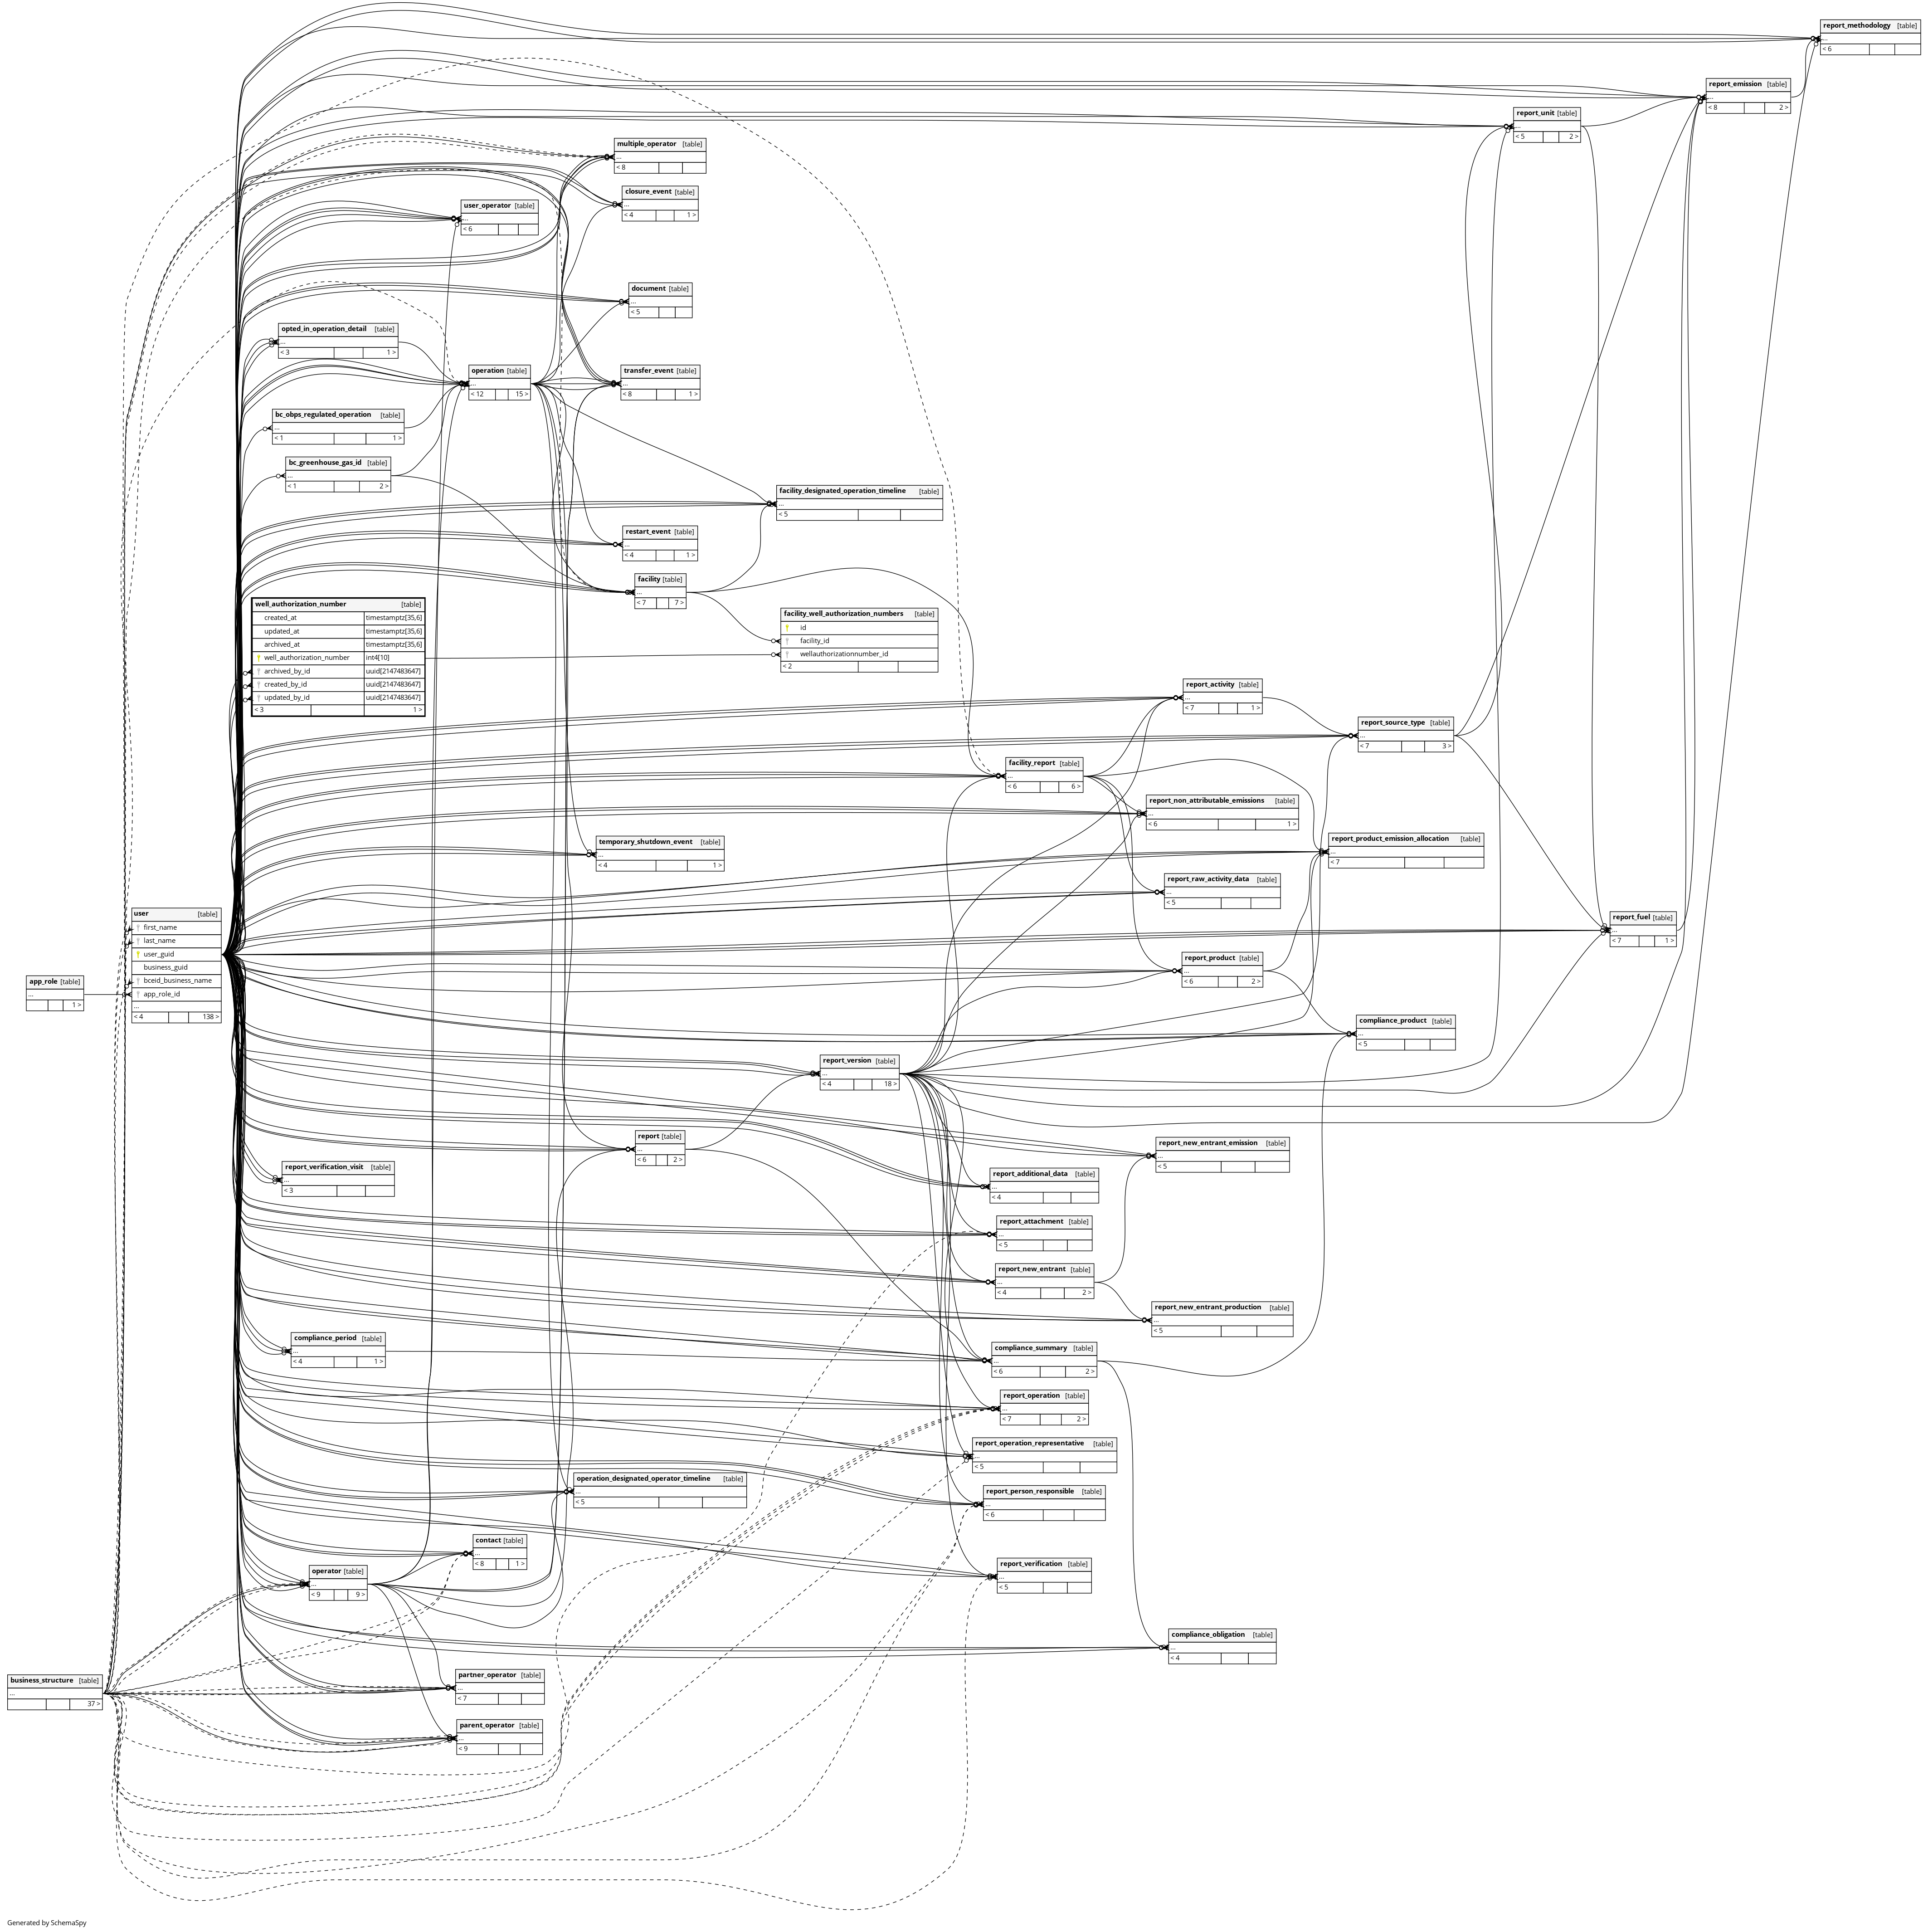 report_methodology [table]
...
< 6
report_emission [table]
...
< 8 2 >
report_unit [table]
...
< 5 2 >
multiple_operator [table]
...
< 8
closure_event [table]
...
< 4 1 >
user_operator [table]
...
< 6
document [table]
...
< 5
opted_in_operation_detail [table]
...
< 3 1 >
operation [table]
...
< 12 15 >
transfer_event [table]
...
< 8 1 >
bc_obps_regulated_operation [table]
...
< 1 1 >
bc_greenhouse_gas_id [table]
...
< 1 2 >
facility_designated_operation_timeline [table]
...
< 5
restart_event [table]
...
< 4 1 >
facility [table]
...
< 7 7 >
well_authorization_number [table]
created_at timestamptz[35,6]
updated_at timestamptz[35,6]
archived_at timestamptz[35,6]
well_authorization_number int4[10]
archived_by_id uuid[2147483647]
created_by_id uuid[2147483647]
updated_by_id uuid[2147483647]
< 3 1 >
facility_well_authorization_numbers [table]
id
facility_id
wellauthorizationnumber_id
< 2
report_activity [table]
...
< 7 1 >
report_source_type [table]
...
< 7 3 >
facility_report [table]
...
< 6 6 >
report_non_attributable_emissions [table]
...
< 6 1 >
report_product_emission_allocation [table]
...
< 7
temporary_shutdown_event [table]
...
< 4 1 >
report_raw_activity_data [table]
...
< 5
user [table]
first_name
last_name
user_guid
business_guid
bceid_business_name
app_role_id
...
< 4 138 >
report_fuel [table]
...
< 7 1 >
app_role [table]
...
1 >
report_product [table]
...
< 6 2 >
compliance_product [table]
...
< 5
report_version [table]
...
< 4 18 >
report [table]
...
< 6 2 >
report_new_entrant_emission [table]
...
< 5
report_verification_visit [table]
...
< 3
report_additional_data [table]
...
< 4
report_attachment [table]
...
< 5
report_new_entrant [table]
...
< 4 2 >
report_new_entrant_production [table]
...
< 5
compliance_period [table]
...
< 4 1 >
compliance_summary [table]
...
< 6 2 >
report_operation [table]
...
< 7 2 >
report_operation_representative [table]
...
< 5
operation_designated_operator_timeline [table]
...
< 5
report_person_responsible [table]
...
< 6
contact [table]
...
< 8 1 >
report_verification [table]
...
< 5
operator [table]
...
< 9 9 >
compliance_obligation [table]
...
< 4
business_structure [table]
...
37 >
partner_operator [table]
...
< 7
parent_operator [table]
...
< 9
Generated by SchemaSpy